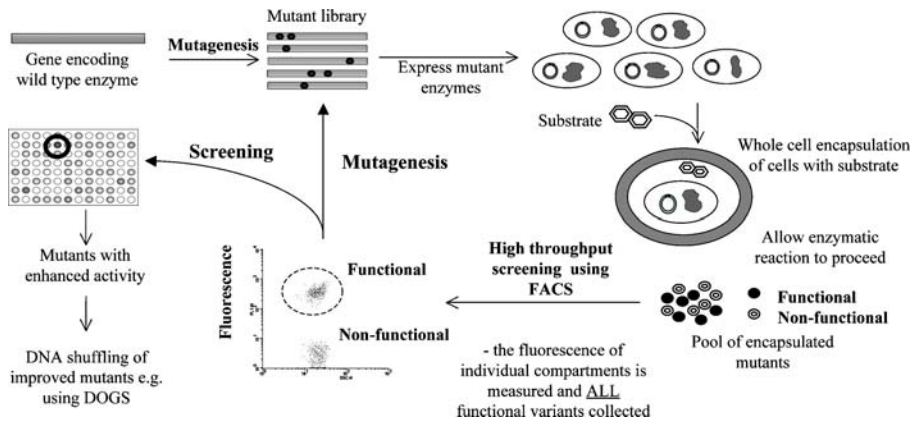 Mutant library
Gene encoding
wild type enzyme
Mutagenesis
Express mutant
enzymes
Substrate
Whole cell encapsulation
of cells with substrate
Allow enzymatic
reaction to proceed
Functional
Non-functional
Pool of encapsulated
mutants
High throughput
screening using
FACS
- the fluorescence of
individual compartments is
measured and ALL
functional variants collected
Fluorescence
Functional
Non-functional
Mutagenesis
Screening
Mutants with
enhanced activity
DNA shuffling of
improved mutants e.g.
using DOGS